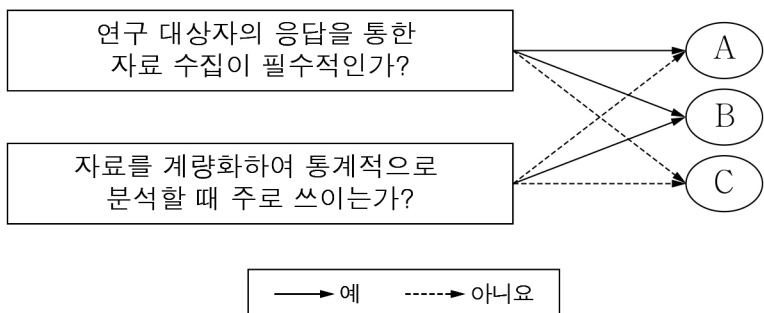 연구 대상자의 응답을 통한
자료 수집이 필수적인가?
A
B
자료를 계량화하여 통계적으로
분석할 때 주로 쓰이는가?
C
예
아니요